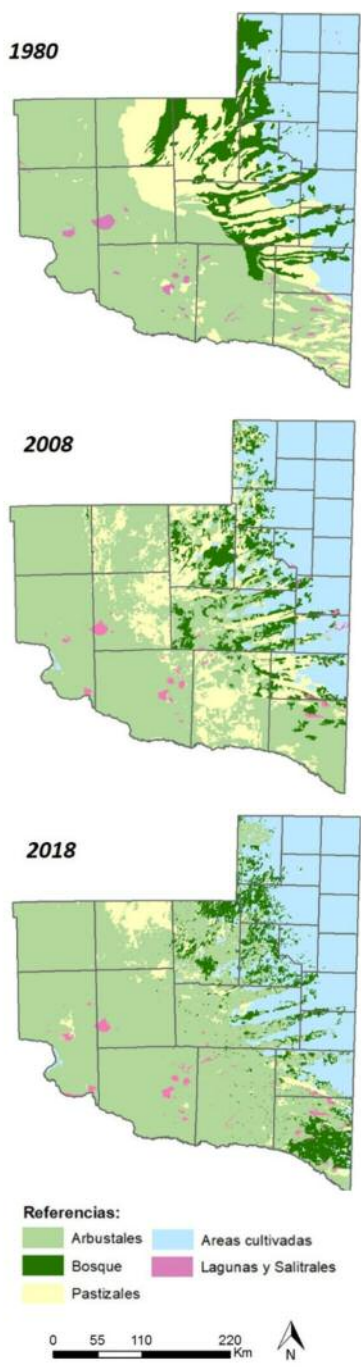 1980
2008
2018
Referencias:
Arbustales
Areas cultivadas
Bosque
Lagunas y Salitrales
Pastizales
0 55 110 220
Km
N